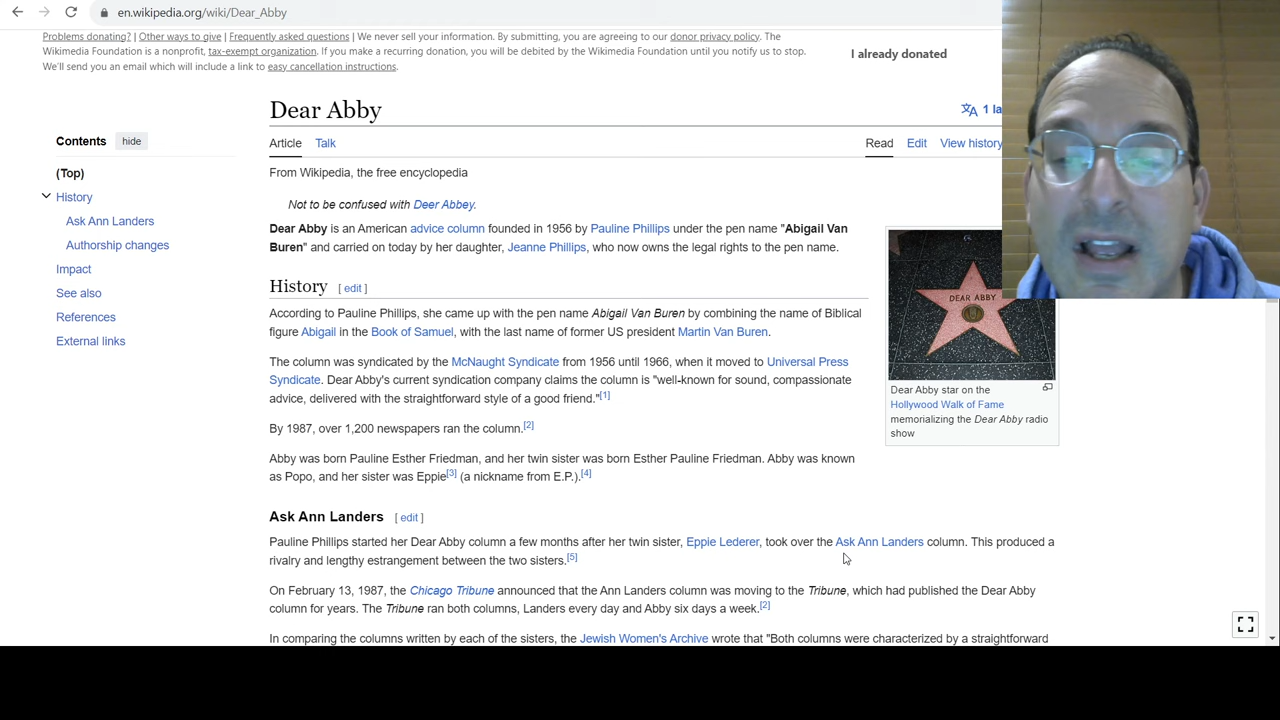 en.wikipedia.org/wiki/Dear_Abby
Problems donating? | Other ways to give | Frequently asked questions | We never sell your information. By submitting, you are agreeing to our donor privacy policy. The
Wikimedia Foundation is a nonprofit, tax-exempt organization. If you make a recurring donation, you will be debited by the Wikimedia Foundation until you notify us to stop.
We'll send you an email which will include a link to easy cancellation instructions.
I already donated
Dear Abby
1 la
Contents hide
(Top)
History
Ask Ann Landers
Authorship changes
Impact
See also
References
External links
Article Talk
Read Edit View history
From Wikipedia, the free encyclopedia
Not to be confused with Deer Abbey.
Dear Abby is an American advice column founded in 1956 by Pauline Phillips under the pen name "Abigail Van
Buren" and carried on today by her daughter, Jeanne Phillips, who now owns the legal rights to the pen name.
History [ edit ]
According to Pauline Phillips, she came up with the pen name Abigail Van Buren by combining the name of Biblical
figure Abigail in the Book of Samuel, with the last name of former US president Martin Van Buren.
The column was syndicated by the McNaught Syndicate from 1956 until 1966, when it moved to Universal Press
Syndicate. Dear Abby's current syndication company claims the column is "well-known for sound, compassionate
advice, delivered with the straightforward style of a good friend."[1]
By 1987, over 1,200 newspapers ran the column.[2]
Abby was born Pauline Esther Friedman, and her twin sister was born Esther Pauline Friedman. Abby was known
as Popo, and her sister was Eppie[3] (a nickname from E.P.).[4]
DEAR ABBY
Dear Abby star on the
Hollywood Walk of Fame
memorializing the Dear Abby radio
show
Ask Ann Landers [ edit ]
Pauline Phillips started her Dear Abby column a few months after her twin sister, Eppie Lederer, took over the Ask Ann Landers column. This produced a
rivalry and lengthy estrangement between the two sisters.[5]
On February 13, 1987, the Chicago Tribune announced that the Ann Landers column was moving to the Tribune, which had published the Dear Abby
column for years. The Tribune ran both columns, Landers every day and Abby six days a week.[2]
In comparing the columns written by each of the sisters, the Jewish Women's Archive wrote that "Both columns were characterized by a straightforward